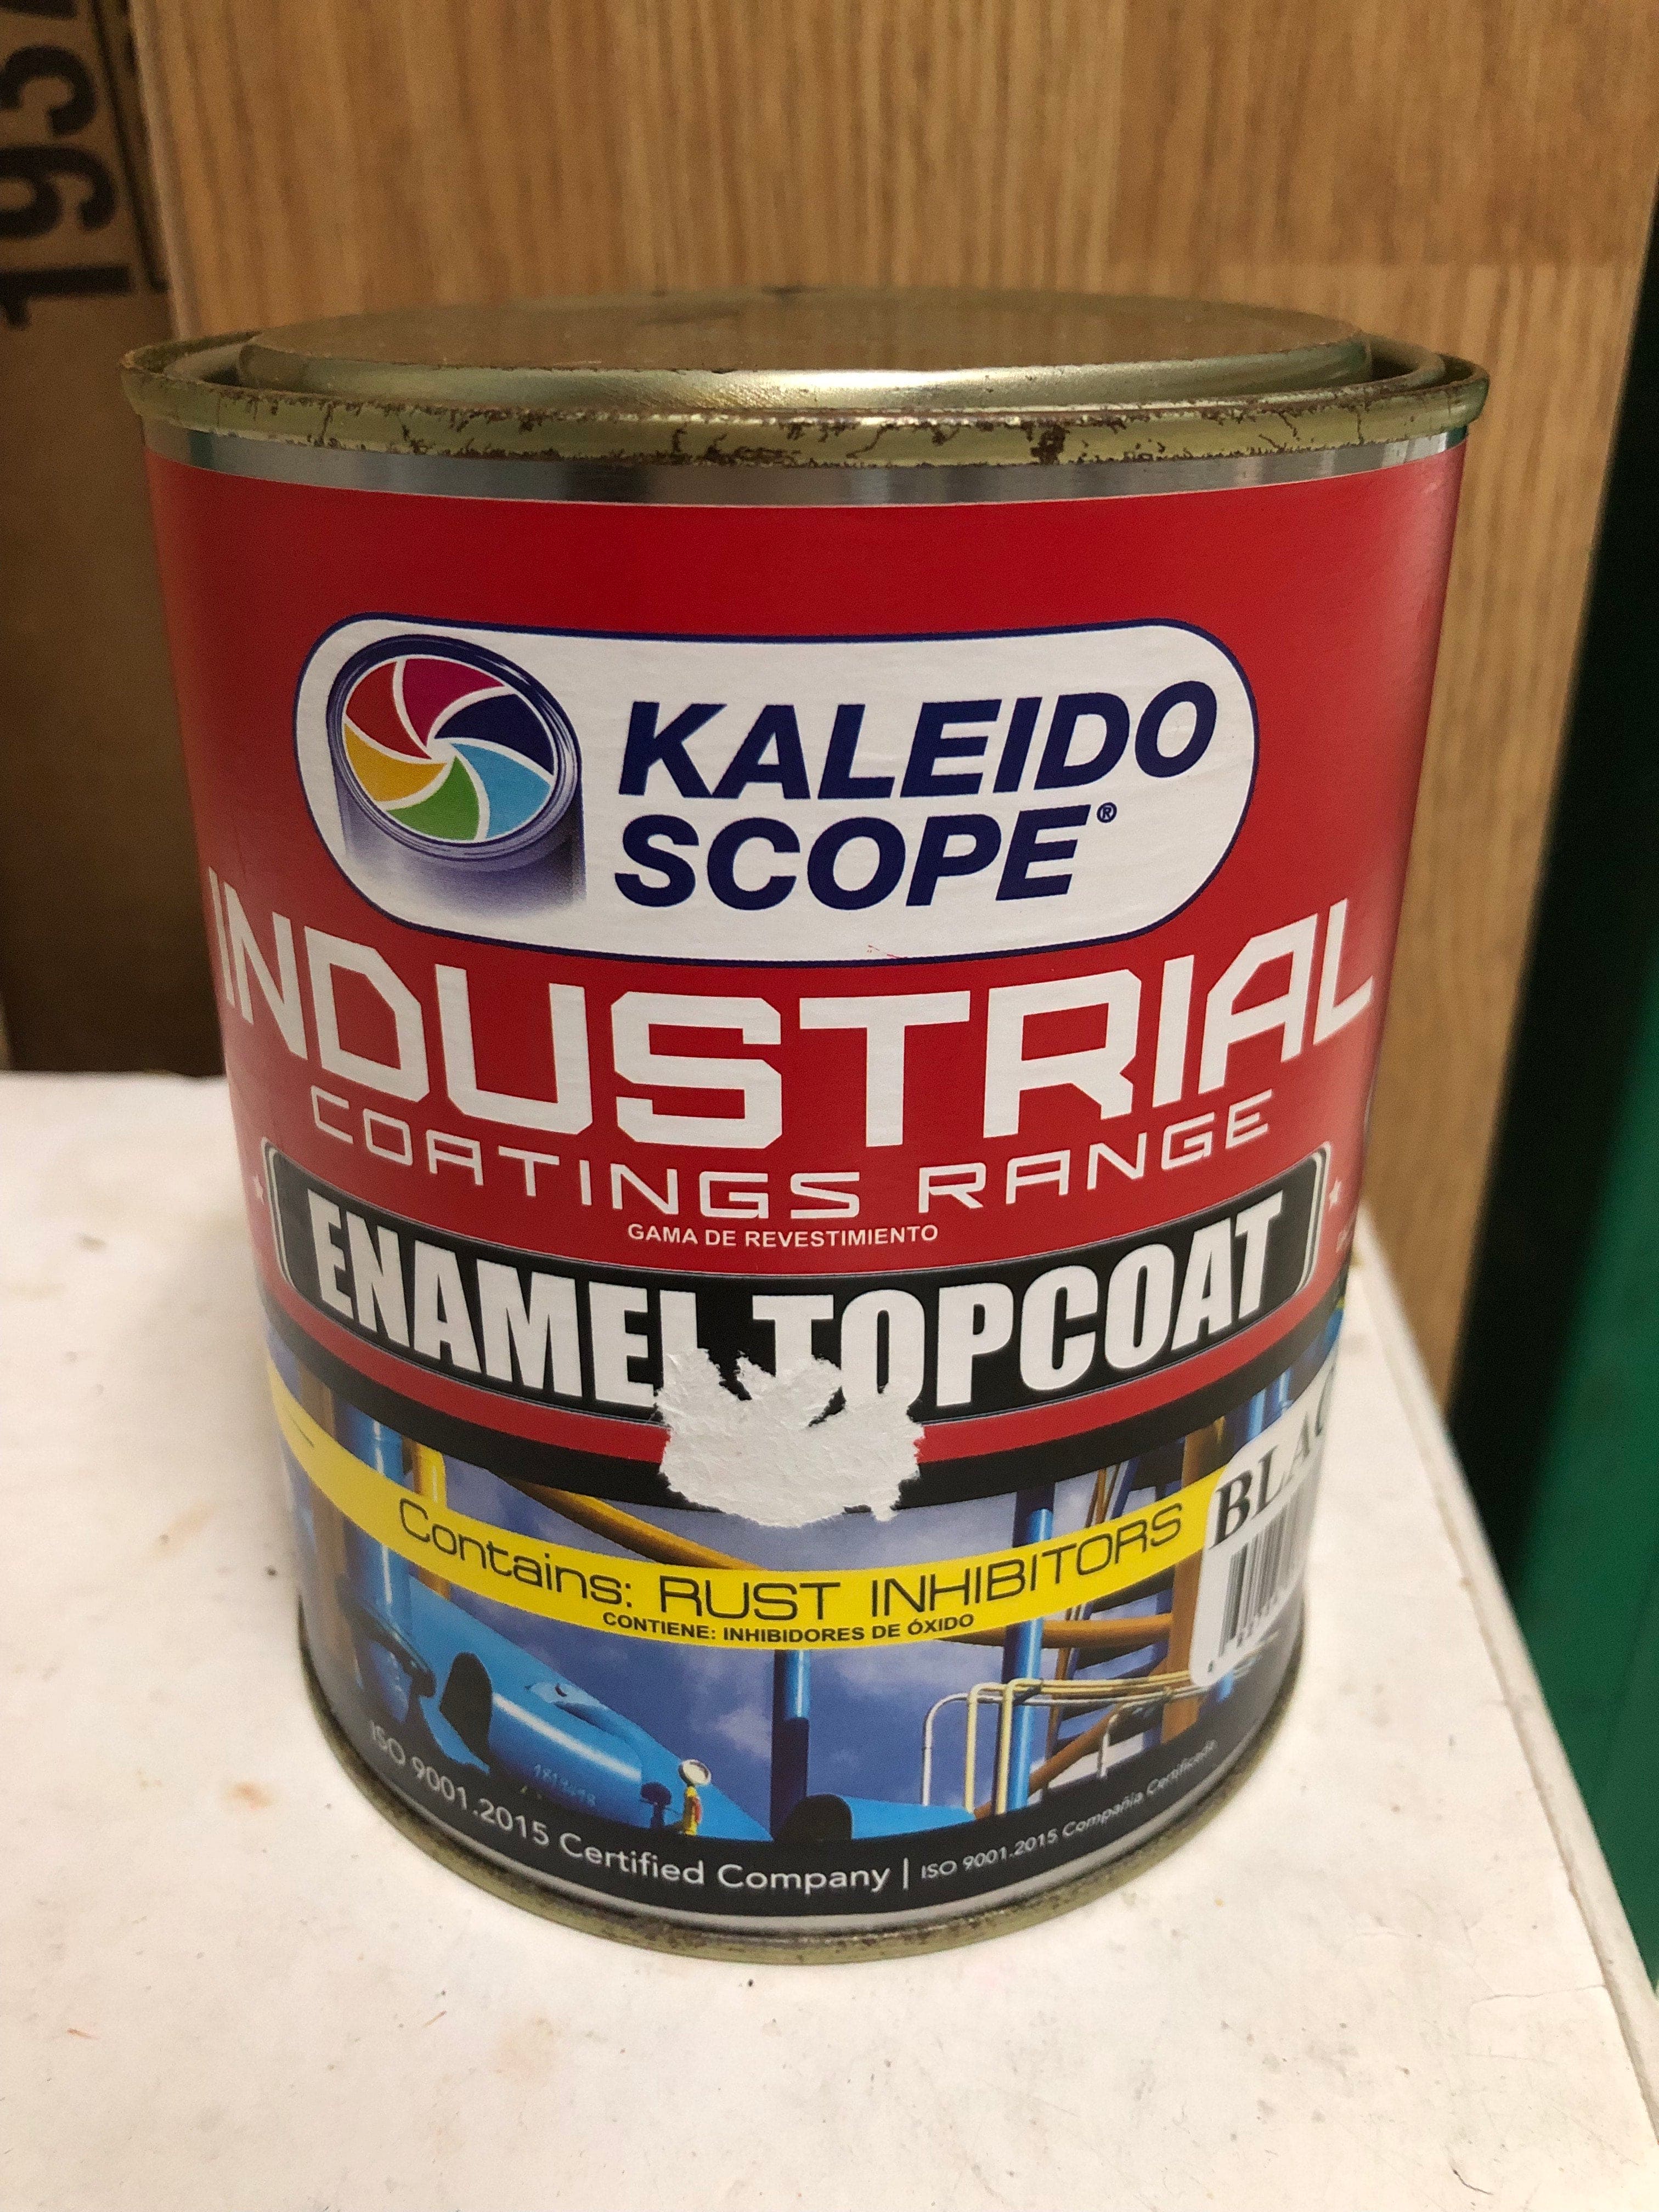 KALEIDO
SCOPE®
INDUSTRIAL
COATINGS RANGE
GAMA DE REVESTIMIENTO
ENAMEL TOPCOAT
Contains: RUST INHIBITORS
CONTIENE: INHIBIDORES DE ÓXIDO
ISO 9001.2015 Certified Company | ISO 9001.2015 Compañia Certificada